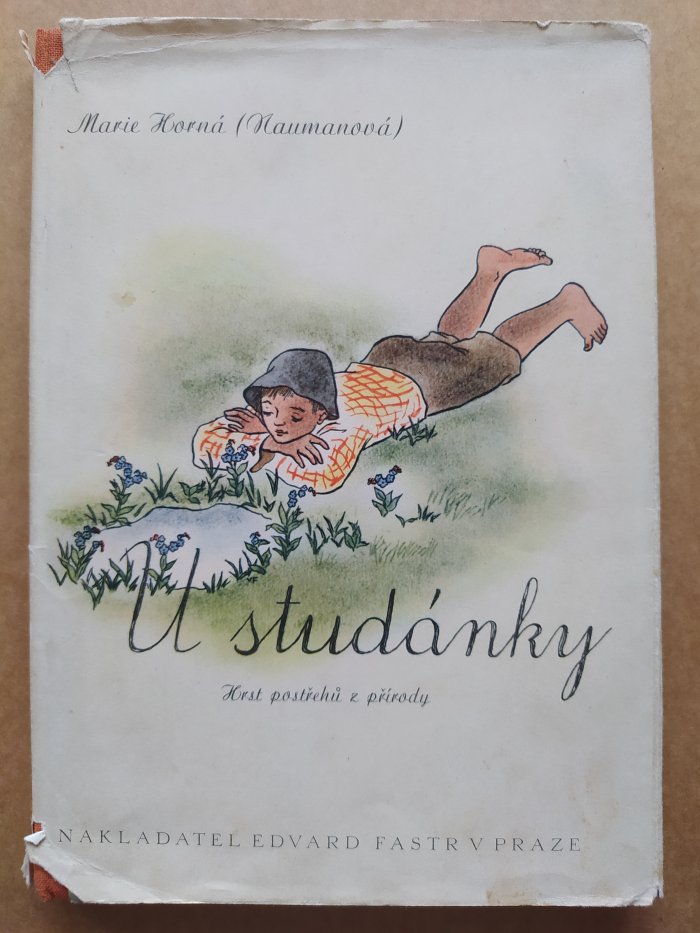 Marie Horná (Naumanová)
U studánky
Hrst postřehů z přírody
NAKLADATEL EDVARD FASTR V PRAZE